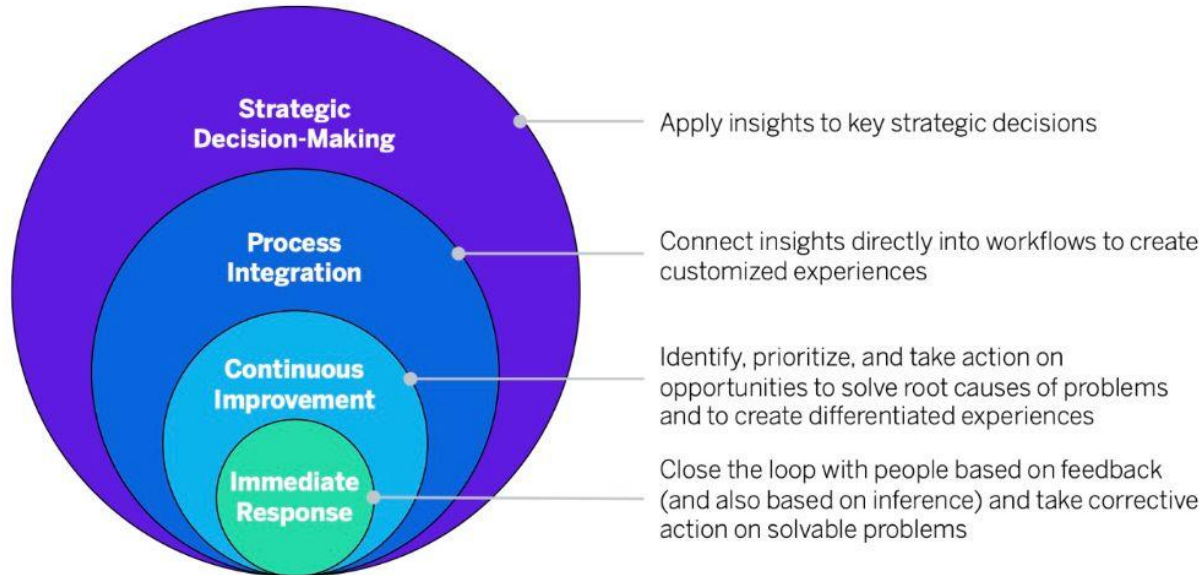 Strategic
Decision-Making
Apply insights to key strategic decisions
Process
Integration
Connect insights directly into workflows to create
customized experiences
Continuous
Improvement
Identify, prioritize, and take action on
opportunities to solve root causes of problems
and to create differentiated experiences
Immediate
Response
Close the loop with people based on feedback
(and also based on inference) and take corrective
action on solvable problems